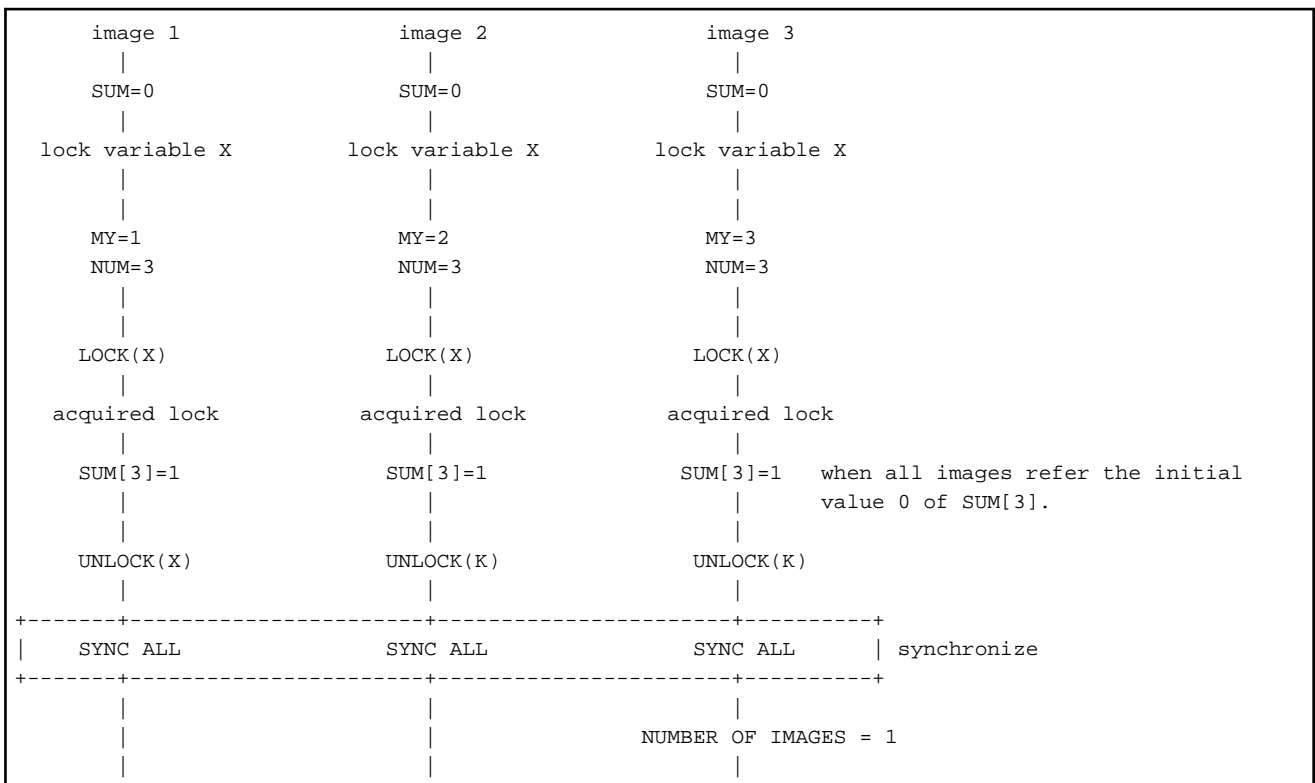 image 1 image 2 image 3
| | |
SUM=0 SUM=0 SUM=0
| | |
lock variable X lock variable X lock variable X
| | |
| | |
MY=1 MY=2 MY=3
NUM=3 NUM=3 NUM=3
| | |
| | |
LOCK(X) LOCK(X) LOCK(X)
| | |
acquired lock acquired lock acquired lock
| | |
SUM[3]=1 SUM[3]=1 SUM[3]=1 when all images refer the initial
| | | value 0 of SUM[3].
| | |
UNLOCK(X) UNLOCK(K) UNLOCK(K)
| | |
+-------+-----------------------+-----------------------+----------+
| SYNC ALL SYNC ALL SYNC ALL | synchronize
+-------+-----------------------+-----------------------+----------+
| | |
| | NUMBER OF IMAGES = 1
| | |